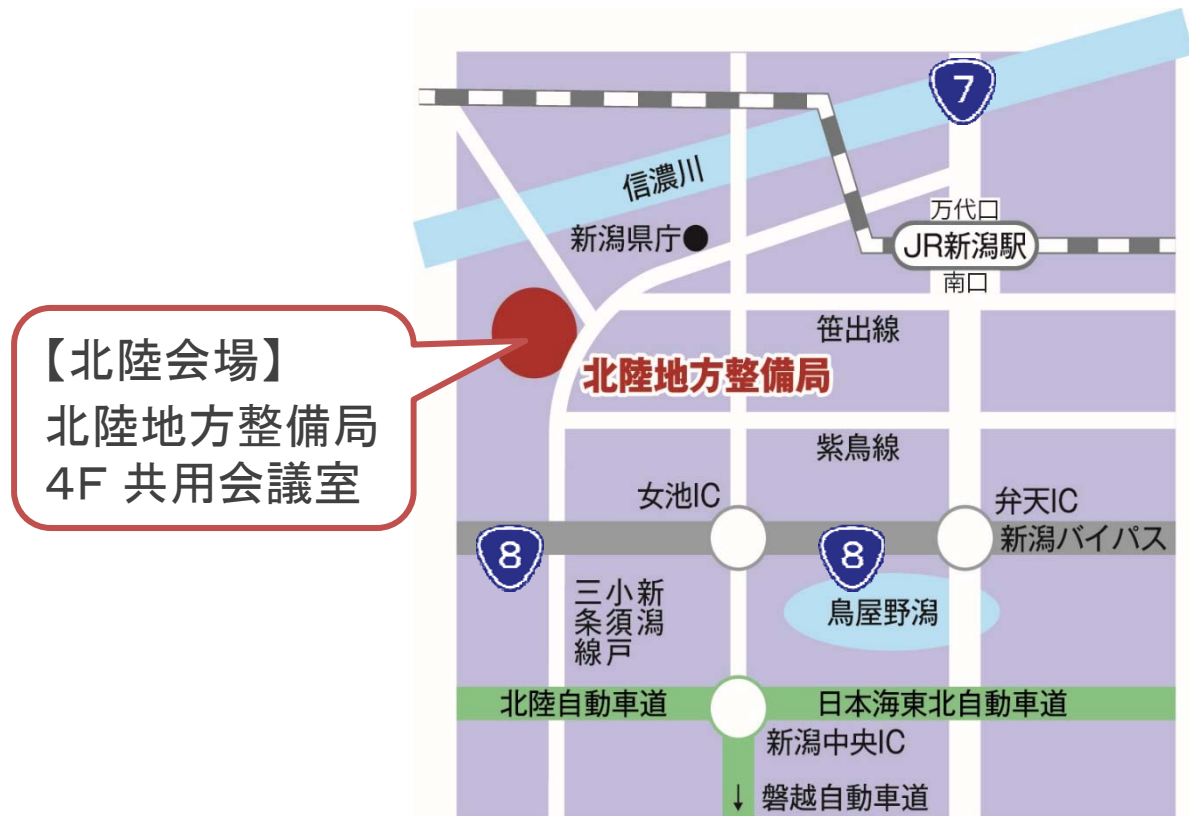 7
信濃川
万代口
新潟県庁
JR新潟駅
南口
笹出線
【北陸会場】
北陸地方整備局
4F 共用会議室
北陸地方整備局
紫鳥線
女池IC
弁天IC
8
8
新潟バイパス
新潟
小須戸
三条線
鳥屋野潟
北陸自動車道
日本海東北自動車道
新潟中央IC
↓ 磐越自動車道